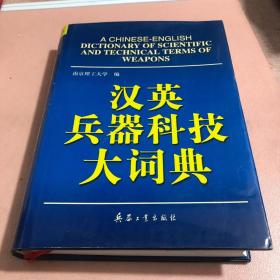 A CHINESE-ENGLISH
DICTIONARY OF SCIENTIFIC
AND TECHNICAL TERMS OF
WEAPONS
南京理工大学 编
汉英
兵器科技
大词典
兵器工业出版社